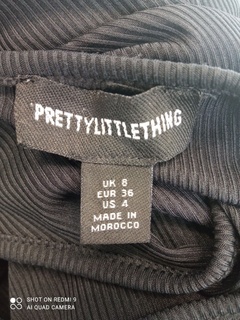 PRETTYLITTLETHING
UK 8
EUR 36
US 4
MADE IN
MOROCCO
SHOT ON REDMI 9
AI QUAD CAMERA